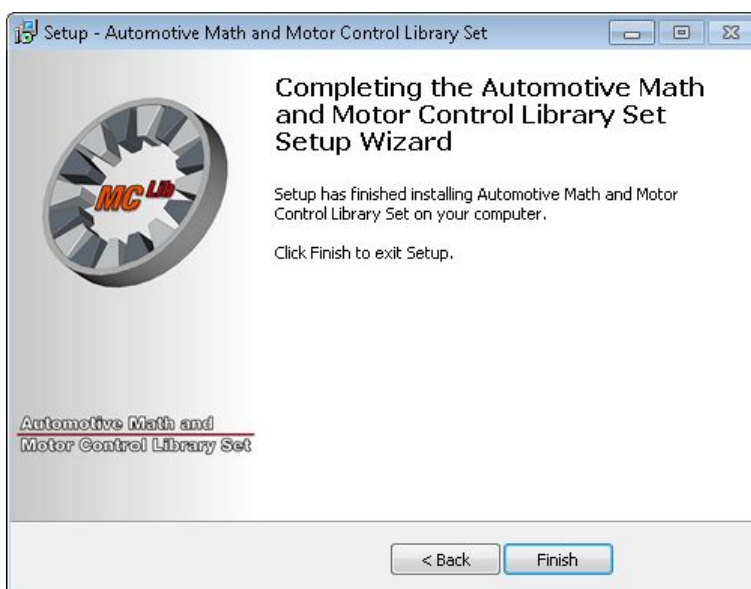 Setup - Automotive Math and Motor Control Library Set
Completing the Automotive Math
and Motor Control Library Set
Setup Wizard
MC Lib
Setup has finished installing Automotive Math and Motor
Control Library Set on your computer.
Click Finish to exit Setup.
Automotive Math and
Motor Control Library Set
< Back
Finish